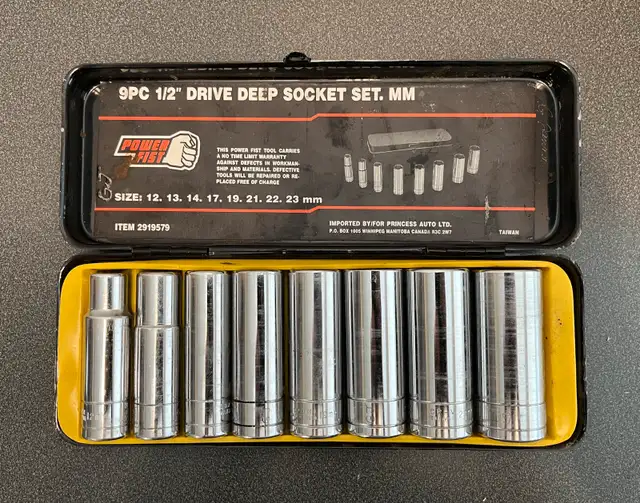 9PC 1/2" DRIVE DEEP SOCKET SET. MM
POWER
FIST
THIS POWER FIST TOOL CARRIES
A NO TIME LIMIT WARRANTY
AGAINST DEFECTS IN WORKMAN-
SHIP AND MATERIALS, DEFECTIVE
TOOLS WILL BE REPAIRED OR RE-
PLACED FREE OF CHARGE
SIZE: 12. 13. 14. 17. 19. 21. 22. 23 mm
ITEM 2919579
IMPORTED BY/FOR PRINCESS AUTO LTD.
P.O. BOX 1005 WINNIPEG MANITOBA CANADA R3C 2W7
TAIWAN